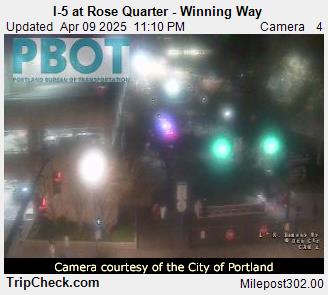 I-5 at Rose Quarter - Winning Way
Updated Apr 09 2025 11:10 PM Camera 4
PBOT
PORTLAND BUREAU OF TRANSPORTATION
Camera courtesy of the City of Portland
TripCheck.com Milepost302.00